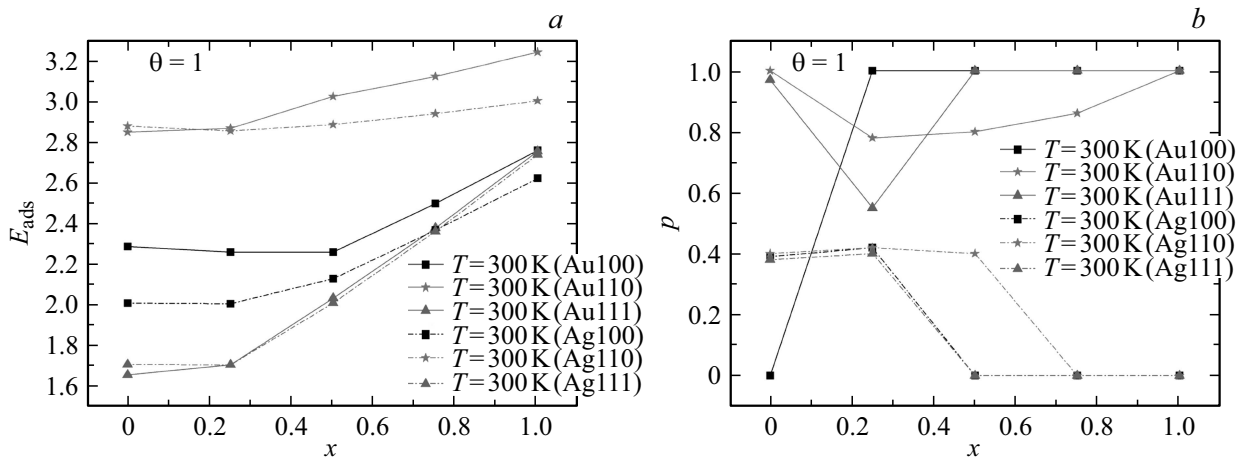 a
E_ads
θ = 1
3.2
3.0
2.8
2.6
2.4
2.2
2.0
1.8
1.6
T = 300 K (Au100)
T = 300 K (Au110)
T = 300 K (Au111)
T = 300 K (Ag100)
T = 300 K (Ag110)
T = 300 K (Ag111)
0 0.2 0.4 0.6 0.8 1.0
x
b
p
θ = 1
1.0
0.8
0.6
0.4
0.2
0
T = 300 K (Au100)
T = 300 K (Au110)
T = 300 K (Au111)
T = 300 K (Ag100)
T = 300 K (Ag110)
T = 300 K (Ag111)
0 0.2 0.4 0.6 0.8 1.0
x